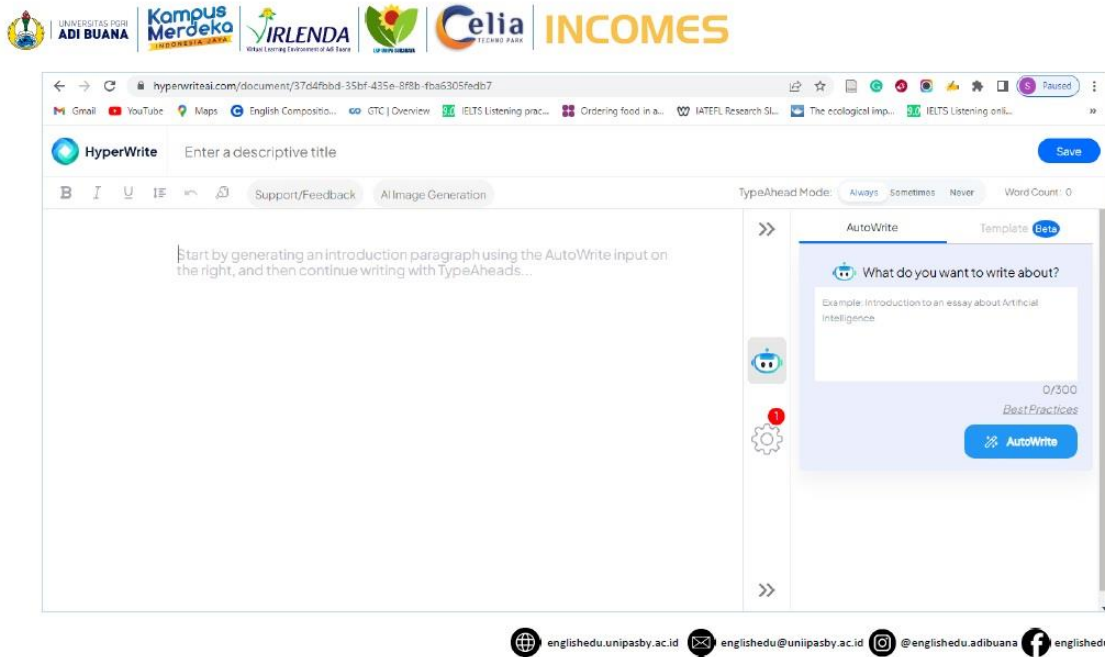 UNIVERSITAS PGRI
ADI BUANA
Kampus
Merdeka
INDONESIA JAYA
VIRLENDA
Virtual Learning Environment of Adi Buana
Celia
TECHNO PARK
INCOMES
hyperwriteai.com/document/37d4fbbd-35bf-435e-8f8b-fba6305fedb7
Paused
Gmail YouTube Maps English Compositio... GTC | Overview IELTS Listening prac... Ordering food in a... IATEFL Research SI... The ecological imp... IELTS Listening onli... »
HyperWrite Enter a descriptive title Save
B I U Support/Feedback AI Image Generation TypeAhead Mode: Always Sometimes Never Word Count: 0
AutoWrite Template Beta
Start by generating an introduction paragraph using the AutoWrite input on
the right, and then continue writing with TypeAheads...
What do you want to write about?
Example: Introduction to an essay about Artificial
Intelligence
0/300
Best Practices
1
AutoWrite
englishedu.unipasby.ac.id englishedu@uniipasby.ac.id @englishedu.adibuana englishedu